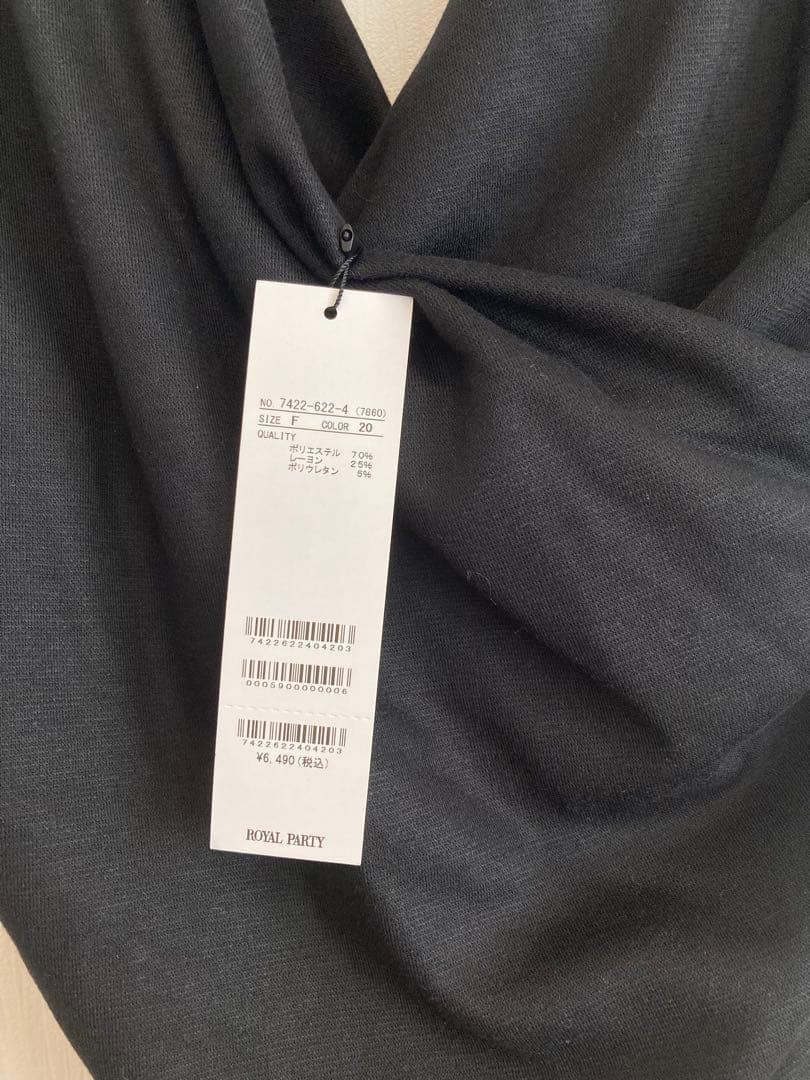 NO. 7422-622-4 (7860)
SIZE F COLOR 20
QUALITY
ポリエステル 70%
レーヨン 25%
ポリウレタン 5%
7422622404203
0005900000006
7422622404203
¥6,490(税込)
ROYAL PARTY